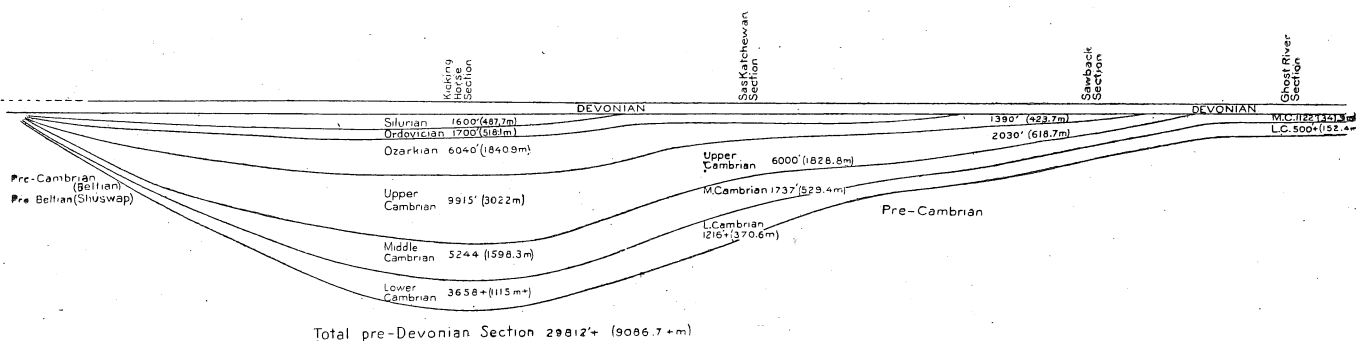 Kicking
Horse
Section
Saskatchewan
Section
Sawback
Section
Ghost River
Section
DEVONIAN
DEVONIAN
Silurian 1600'(487.7m)
1390' (423.7m)
M.C.1122'
Ordovician 1700'(518.1m)
2030' (618.7m)
L.C.500'+(152.4m
Ozarkian 6040'(1840.9m)
Upper
Cambrian 6000' (1828.8m)
Pre-Cambrian
(Beltian)
Pre Beltian (Shuswap)
Upper
Cambrian 9915' (3022m)
M.Cambrian 1737'(529.4m)
Pre-Cambrian
L.Cambrian
1216'+(370.6m)
Middle
Cambrian 5244 (1598.3m)
Lower
Cambrian 3658+(1115m+)
Total pre-Devonian Section 29812'+ (9086.7+m)